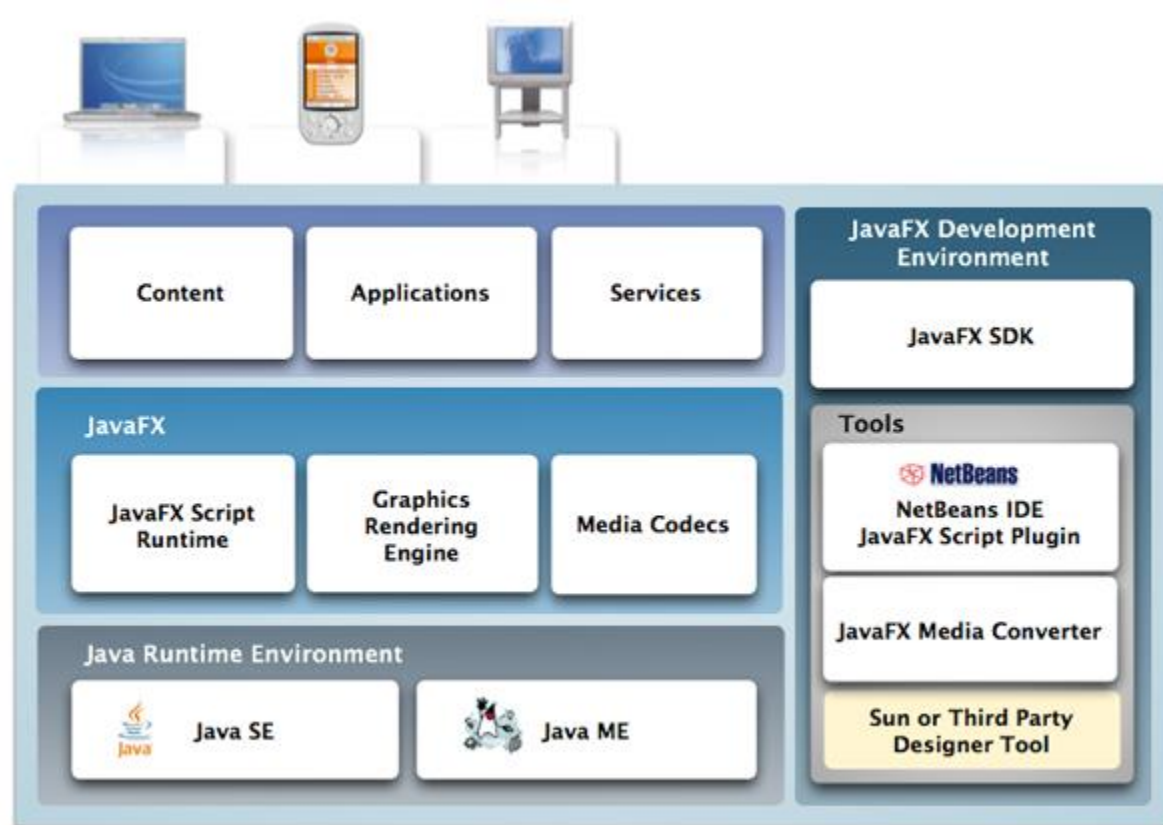 Content
Applications
Services
JavaFX
JavaFX Script
Runtime
Graphics
Rendering
Engine
Media Codecs
Java Runtime Environment
Java
Java SE
Java ME
JavaFX Development
Environment
JavaFX SDK
Tools
NetBeans
NetBeans IDE
JavaFX Script Plugin
JavaFX Media Converter
Sun or Third Party
Designer Tool